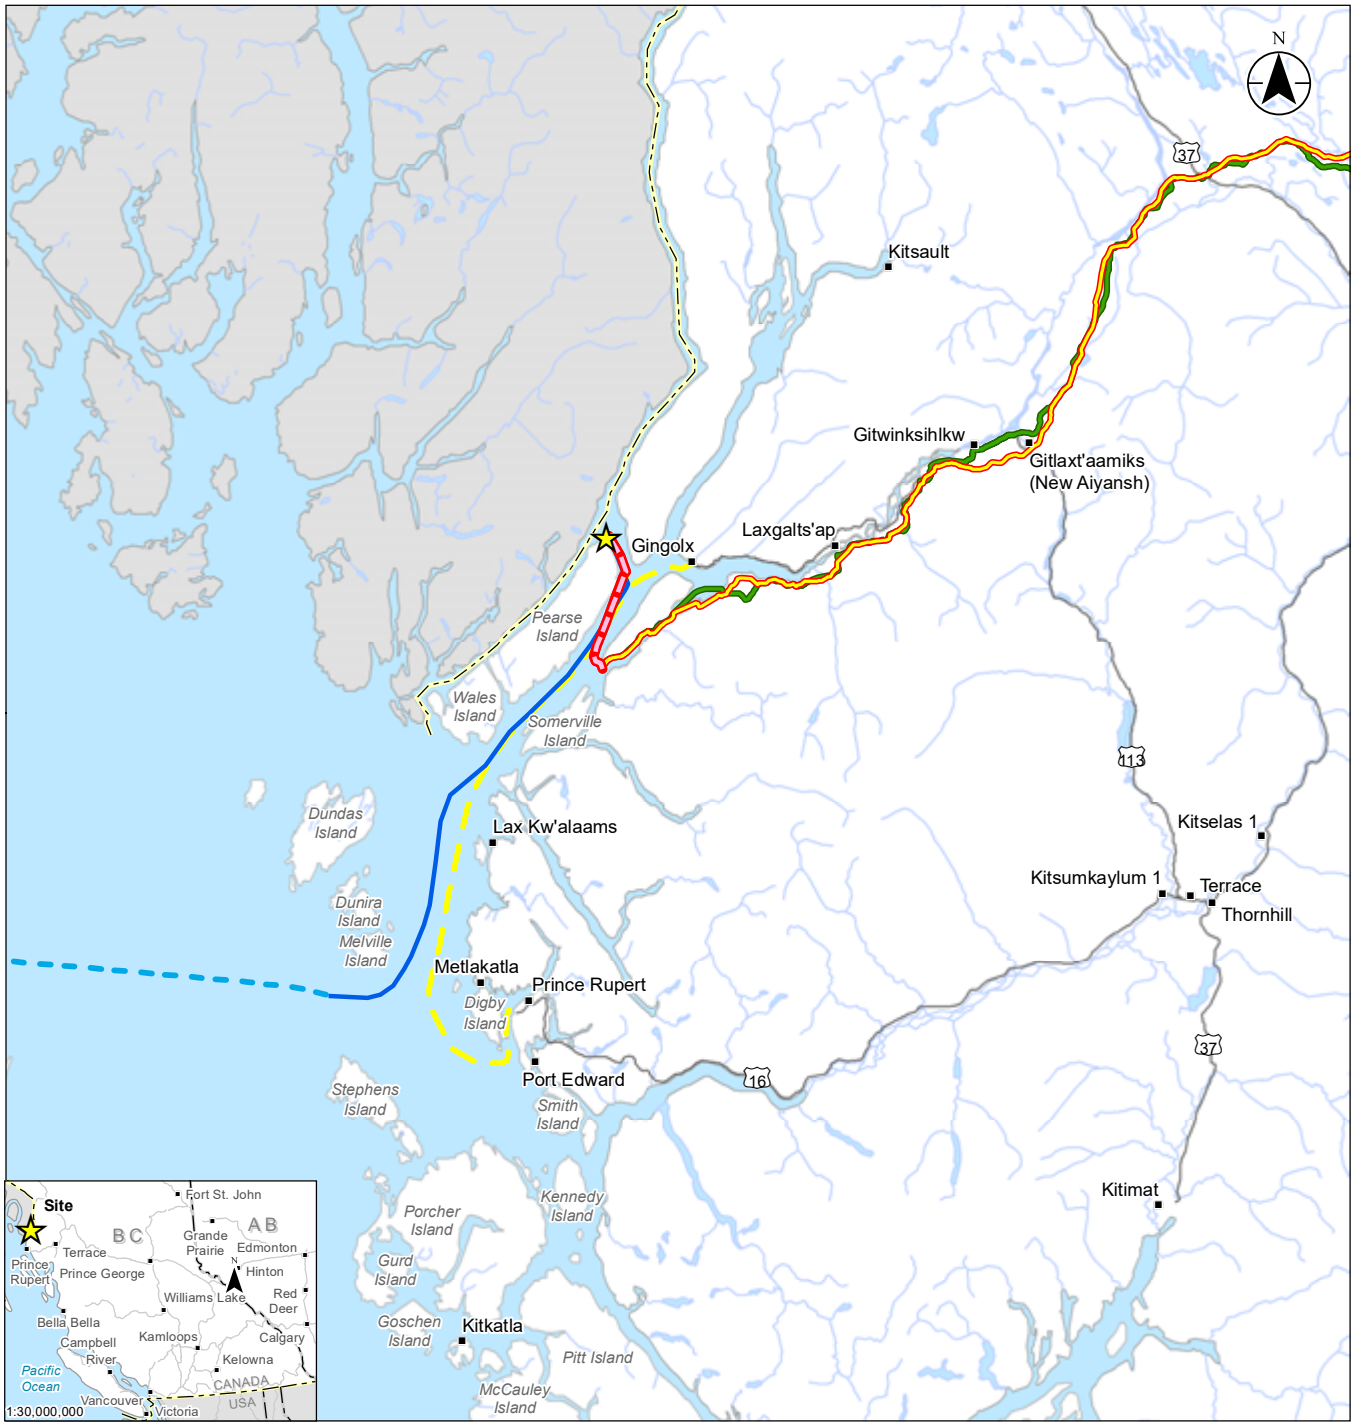 N
37
Kitsault
Gitwinksihlkw
Gitlaxt'aamiks
(New Aiyansh)
Laxgalts'ap
Gingolx
Pearse
Island
Wales
Island
Somerville
Island
113
Dundas
Island
Lax Kw'alaams
Kitselas 1
Kitsumkaylum 1
Terrace
Thornhill
Dunira
Island
Melville
Island
Metlakatla
Prince Rupert
Digby
Island
37
16
Port Edward
Stephens
Island
Smith
Island
Kitimat
Kennedy
Island
Porcher
Island
Gurd
Island
Goschen
Island
Kitkatla
Pitt Island
McCauley
Island
Site
Fort St. John
BC
AB
Grande
Prairie
Edmonton
Terrace
N
Hinton
Prince
Rupert
Prince George
Williams Lake
Red
Deer
Bella Bella
Campbell
River
Kamloops
Calgary
Kelowna
Pacific
Ocean
CANADA
USA
Vancouver
Victoria
1:30,000,000